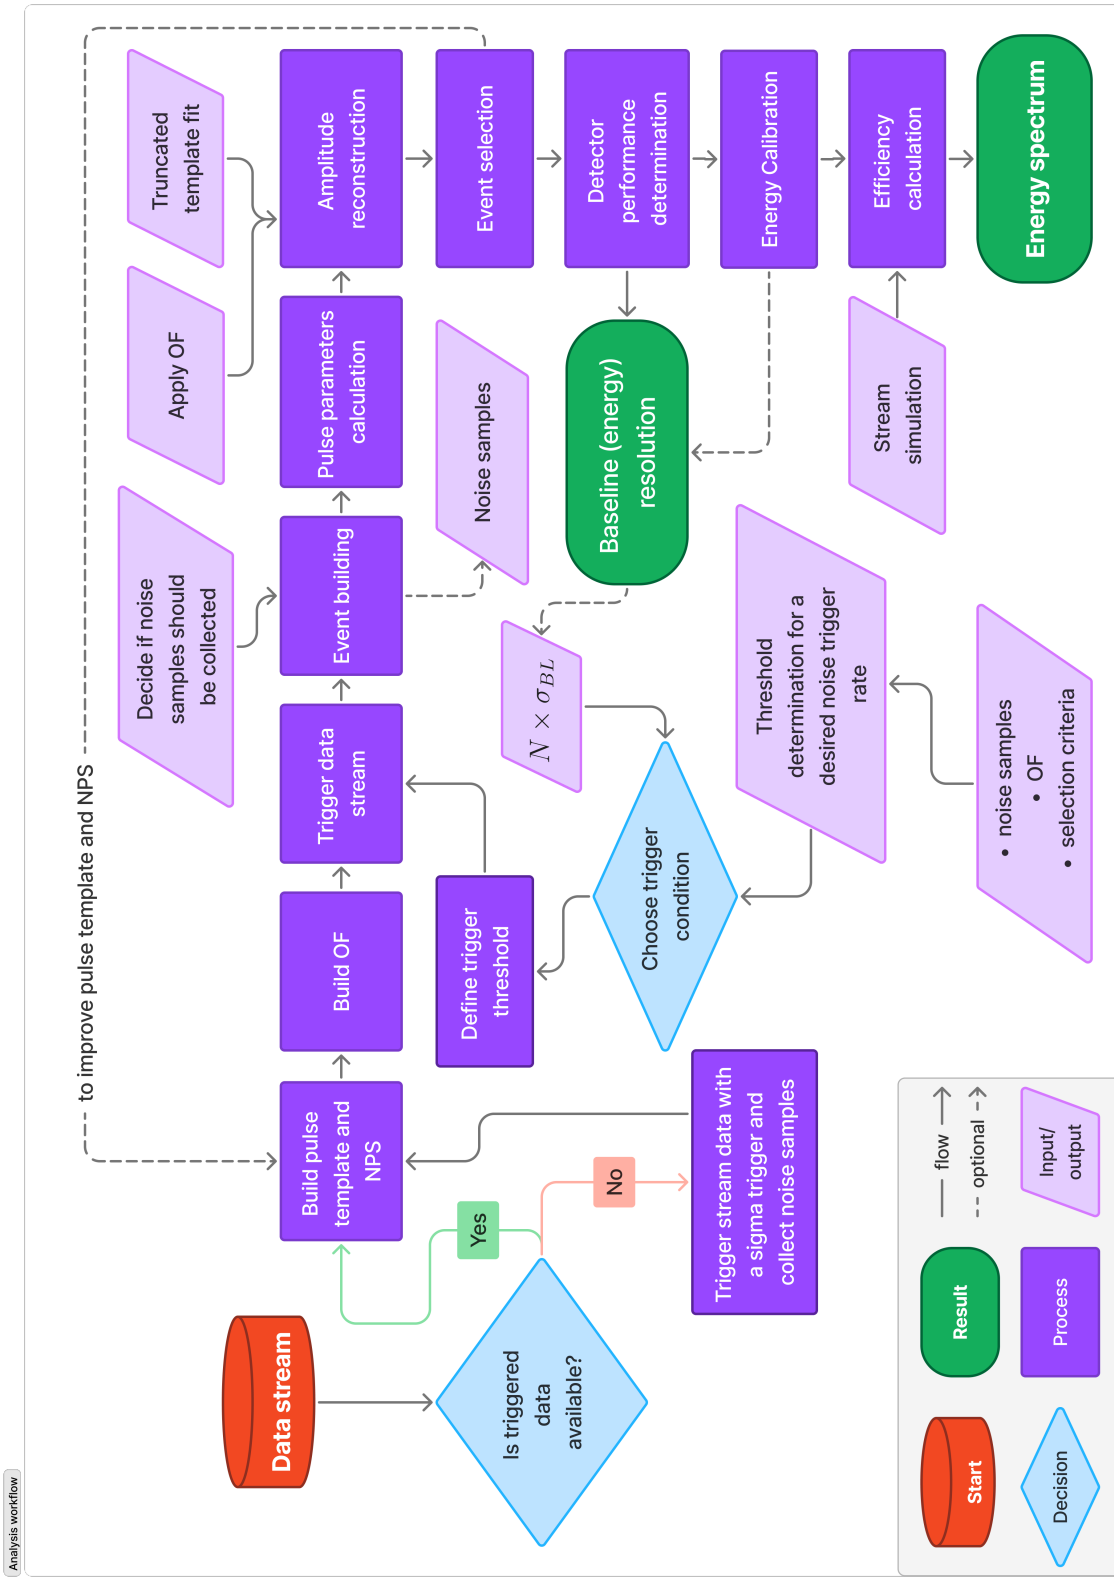 Analysis workflow
to improve pulse template and NPS
Truncated
template fit
Apply OF
Decide if noise
samples should
be collected
Data stream
Is triggered
data
available?
Yes
No
Trigger stream data with
a sigma trigger and
collect noise samples
Build pulse
template and
NPS
Build OF
Trigger data
stream
Event building
Pulse parameters
calculation
Amplitude
reconstruction
Define trigger
threshold
Noise samples
Event selection
N × σ_BL
Choose trigger
condition
Baseline (energy)
resolution
Detector
performance
determination
Threshold
determination for a
desired noise trigger
rate
Energy Calibration
• noise samples
• OF
• selection criteria
Stream
simulation
Efficiency
calculation
Energy spectrum
Start
Result
flow
optional
Decision
Process
Input/
output